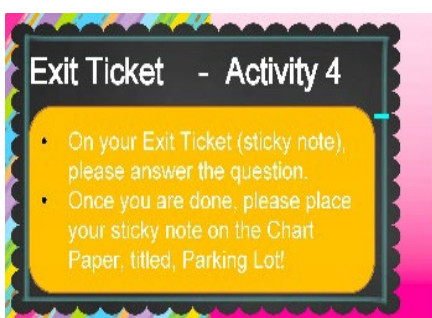 Exit Ticket - Activity 4
• On your Exit Ticket (sticky note),
please answer the question.
• Once you are done, please place
your sticky note on the Chart
Paper, titled, Parking Lot!